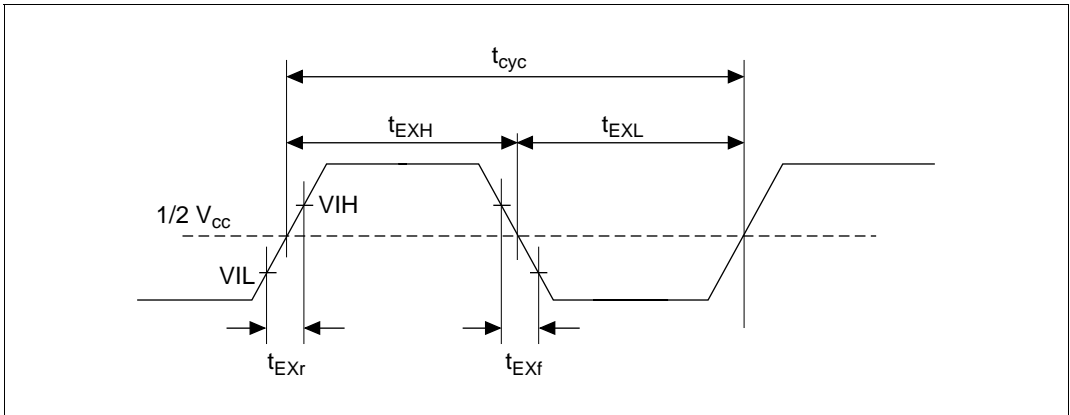 tcyc
tEXH
tEXL
VIH
1/2 Vcc
VIL
tEXr
tEXf